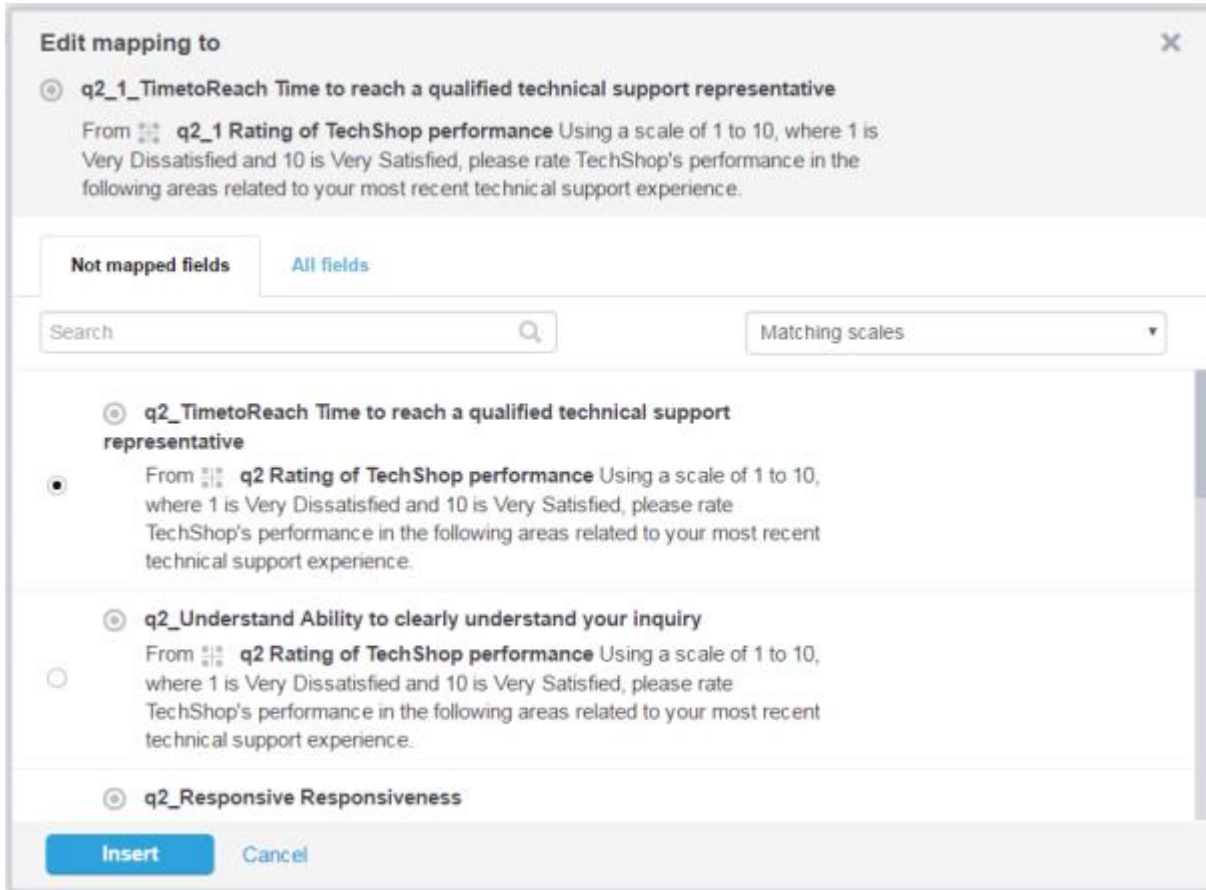 Edit mapping to
q2_1_TimetoReach Time to reach a qualified technical support representative
From q2_1 Rating of TechShop performance Using a scale of 1 to 10, where 1 is
Very Dissatisfied and 10 is Very Satisfied, please rate TechShop's performance in the
following areas related to your most recent technical support experience.
Not mapped fields
All fields
Search
Matching scales
q2_TimetoReach Time to reach a qualified technical support
representative
From q2 Rating of TechShop performance Using a scale of 1 to 10,
where 1 is Very Dissatisfied and 10 is Very Satisfied, please rate
TechShop's performance in the following areas related to your most recent
technical support experience.
q2_Understand Ability to clearly understand your inquiry
From q2 Rating of TechShop performance Using a scale of 1 to 10,
where 1 is Very Dissatisfied and 10 is Very Satisfied, please rate
TechShop's performance in the following areas related to your most recent
technical support experience.
q2_Responsive Responsiveness
Insert
Cancel